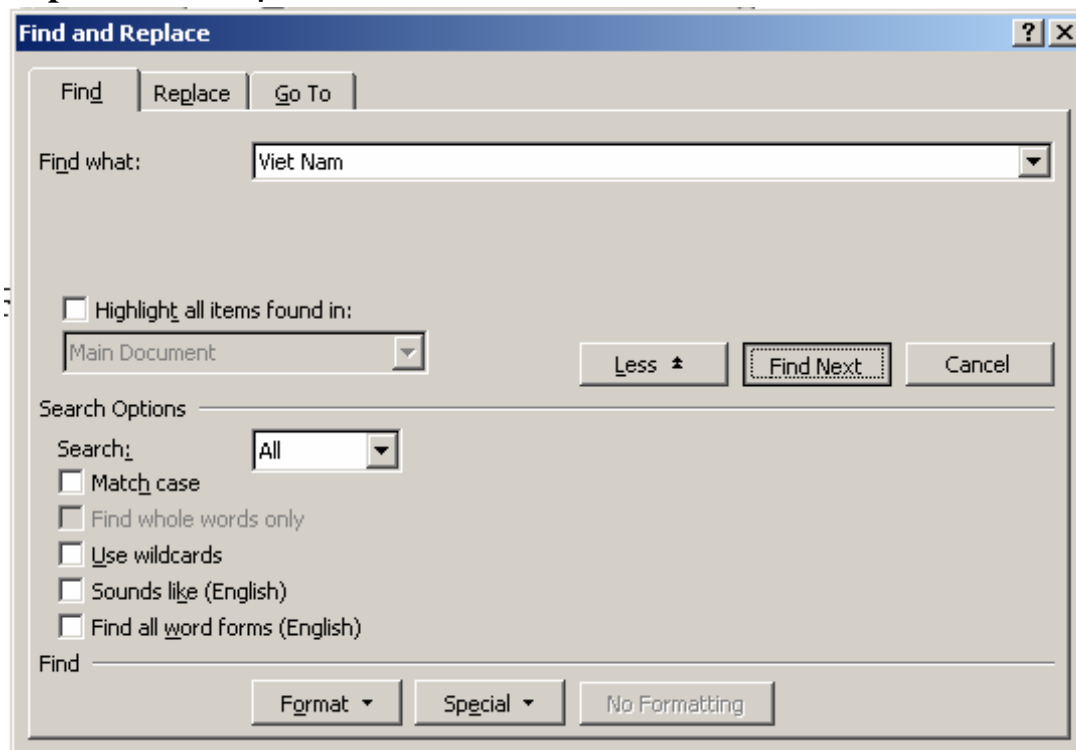 Find and Replace
Find Replace Go To
Find what: Viet Nam
Highlight all items found in:
Main Document
Less Find Next Cancel
Search Options
Search: All
Match case
Find whole words only
Use wildcards
Sounds like (English)
Find all word forms (English)
Find
Format Special No Formatting